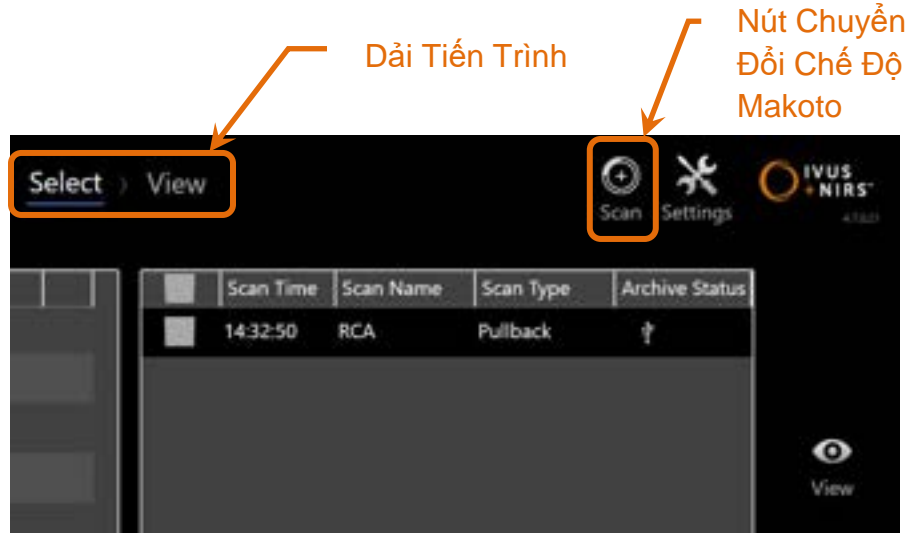 Nút Chuyển
Đổi Chế Độ
Makoto
Dải Tiến Trình
Select
View
Scan
Settings
IVUS
+NIRS
Scan Time
Scan Name
Scan Type
Archive Status
14:32:50
RCA
Pullback
View